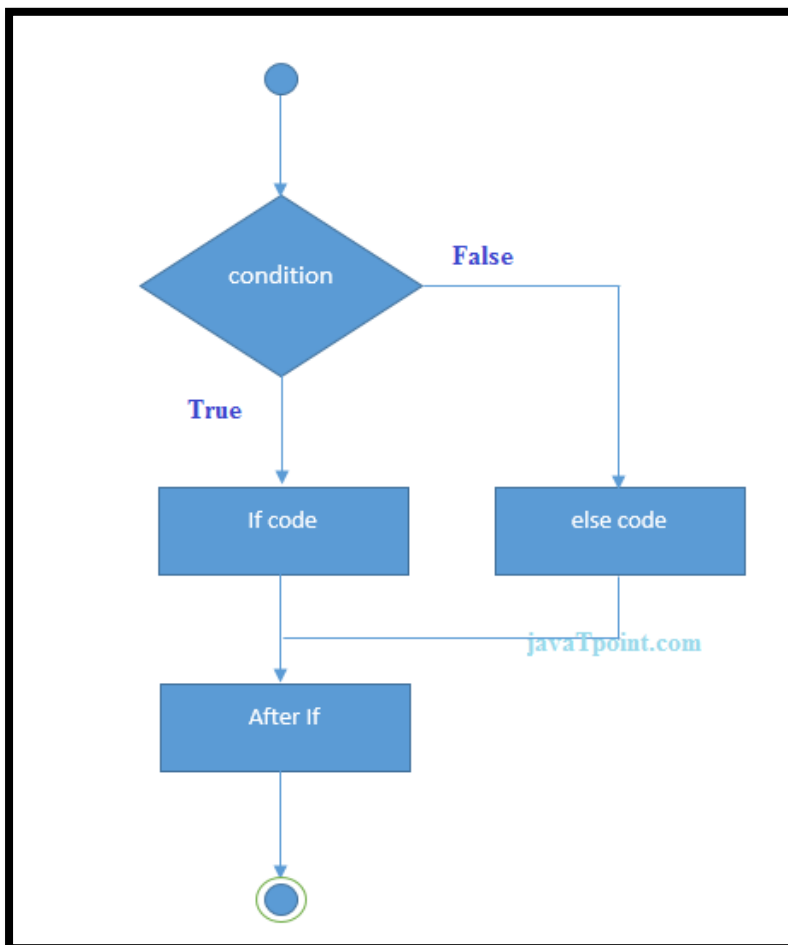 condition
False
True
If code
else code
javaTpoint.com
After If